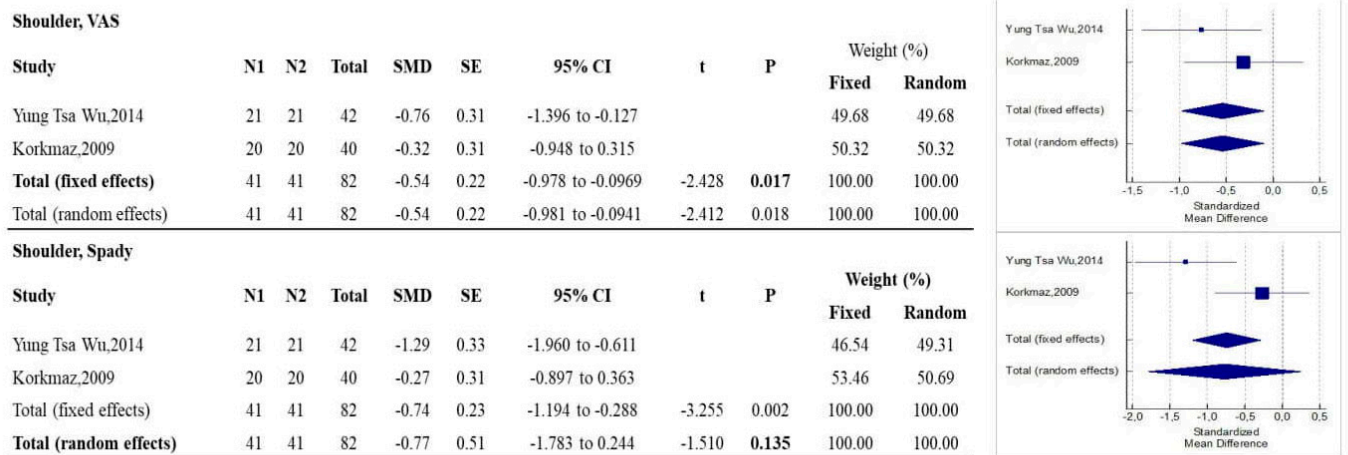 Shoulder, VAS
Study N1 N2 Total SMD SE 95% CI t P Weight (%)
Fixed Random
Yung Tsa Wu,2014 21 21 42 -0.76 0.31 -1.396 to -0.127 49.68 49.68
Korkmaz,2009 20 20 40 -0.32 0.31 -0.948 to 0.315 50.32 50.32
Total (fixed effects) 41 41 82 -0.54 0.22 -0.978 to -0.0969 -2.428 0.017 100.00 100.00
Total (random effects) 41 41 82 -0.54 0.22 -0.981 to -0.0941 -2.412 0.018 100.00 100.00
Yung Tsa Wu,2014
Korkmaz,2009
Total (fixed effects)
Total (random effects)
-1,5 -1,0 -0,5 0,0 0,5
Standardized
Mean Difference
Shoulder, Spady
Study N1 N2 Total SMD SE 95% CI t P Weight (%)
Fixed Random
Yung Tsa Wu,2014 21 21 42 -1.29 0.33 -1.960 to -0.611 46.54 49.31
Korkmaz,2009 20 20 40 -0.27 0.31 -0.897 to 0.363 53.46 50.69
Total (fixed effects) 41 41 82 -0.74 0.23 -1.194 to -0.288 -3.255 0.002 100.00 100.00
Total (random effects) 41 41 82 -0.77 0.51 -1.783 to 0.244 -1.510 0.135 100.00 100.00
Yung Tsa Wu,2014
Korkmaz,2009
Total (fixed effects)
Total (random effects)
-2,0 -1,5 -1,0 -0,5 0,0 0,5
Standardized
Mean Difference